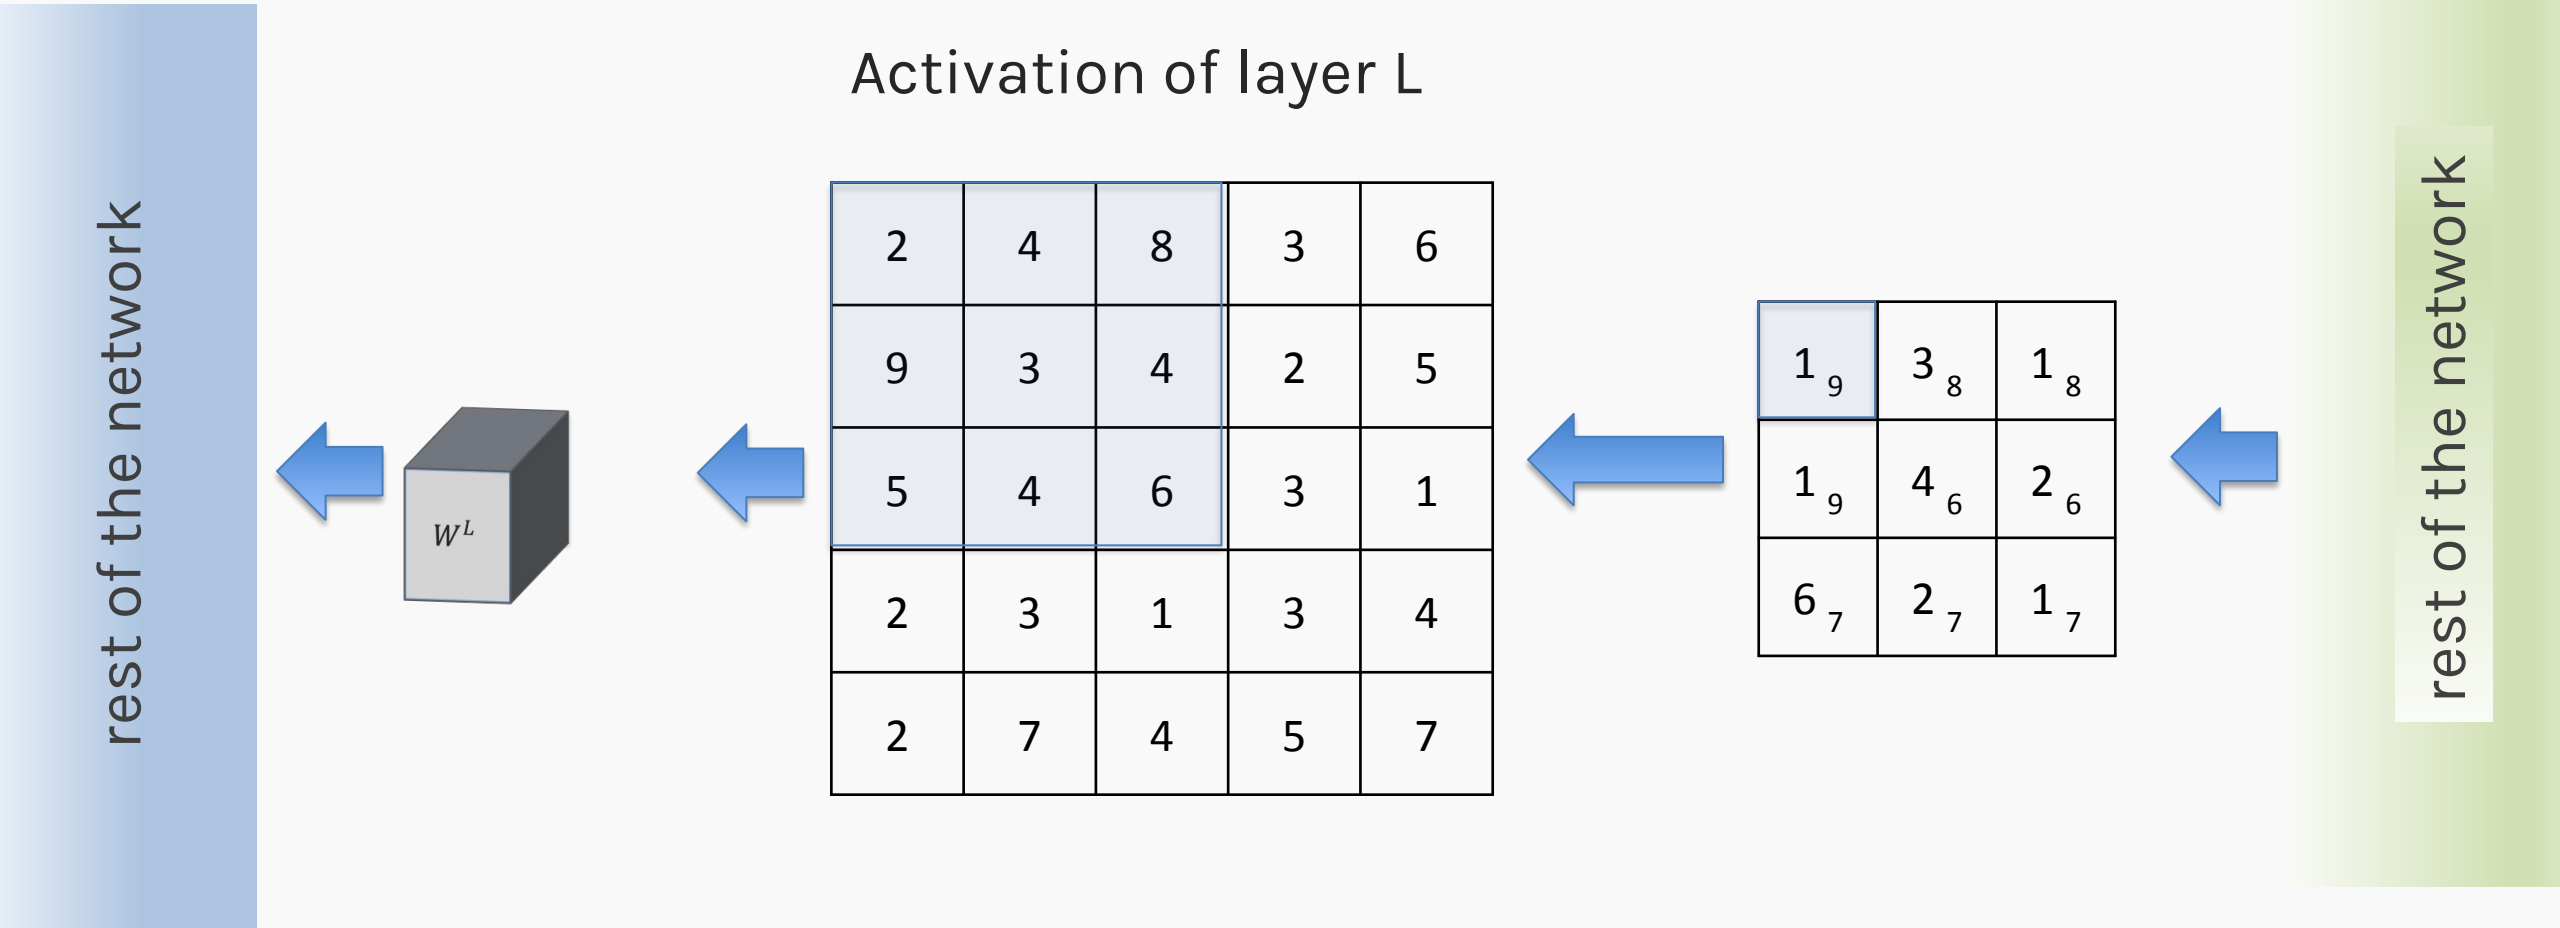 Activation of layer L
rest of the network
W^L
2 4 8 3 6
9 3 4 2 5
5 4 6 3 1
2 3 1 3 4
2 7 4 5 7
1 9 3 8 1 8
1 9 4 6 2 6
6 7 2 7 1 7
rest of the network